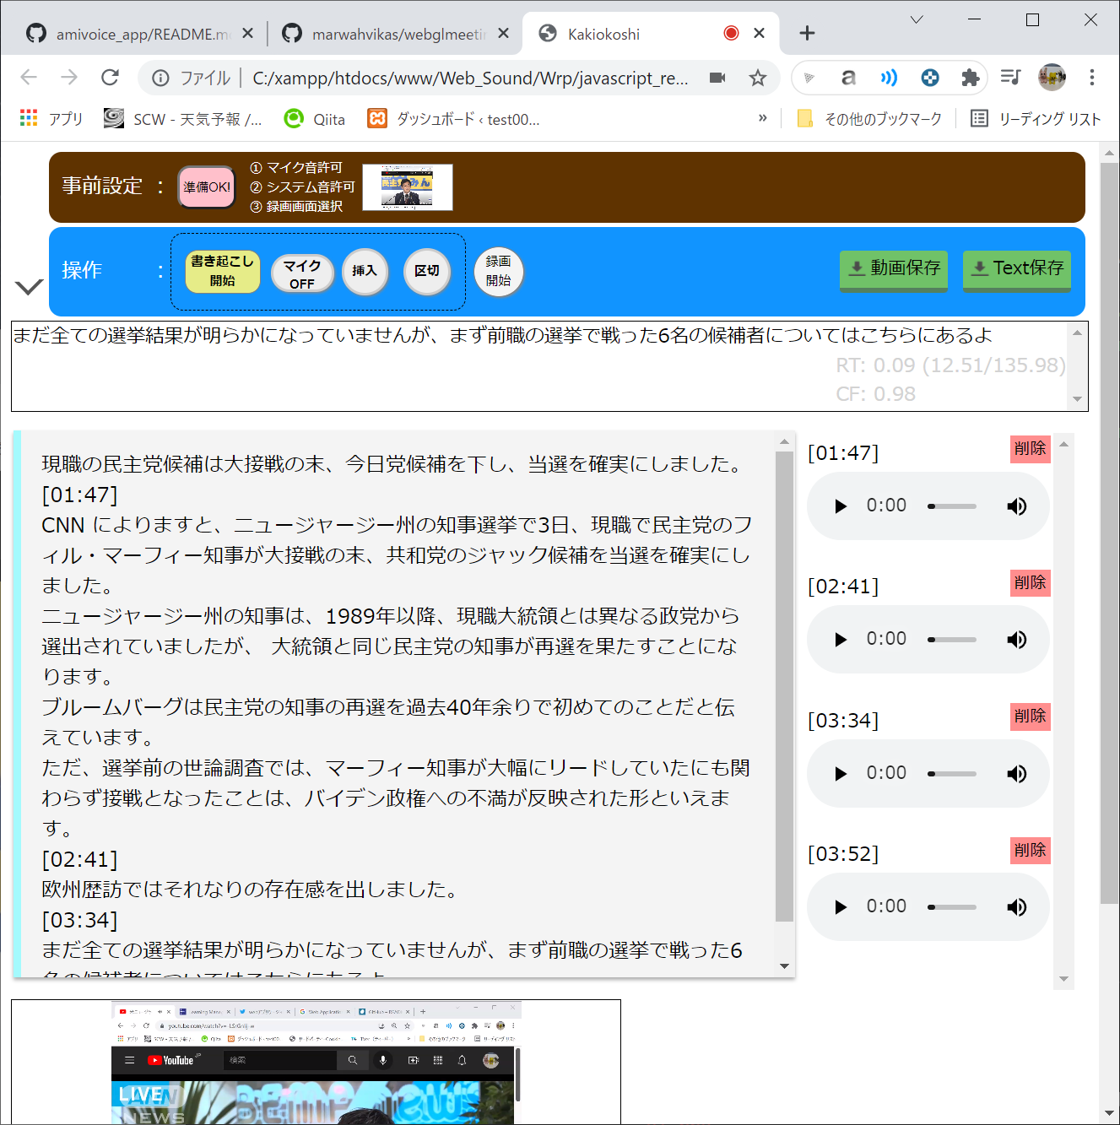 amivoice_app/README.m
marwahvikas/webglmeeti
Kakiokoshi
ファイル
C:/xampp/htdocs/www/Web_Sound/Wrp/javascript_re...
アプリ
SCW - 天気予報 /...
Qiita
ダッシュボード ‹ test00...
»
その他のブックマーク
リーディング リスト
事前設定 :
準備OK!
① マイク音許可
② システム音許可
③ 録画画面選択
操作 :
書き起こし
開始
マイク
OFF
挿入
区切
録画
開始
動画保存
Text保存
まだ全ての選挙結果が明らかになっていませんが、まず前職の選挙で戦った6名の候補者についてはこちらにあるよ
RT: 0.09 (12.51/135.98)
CF: 0.98
現職の民主党候補は大接戦の末、今日党候補を下し、当選を確実にしました。
[01:47]
CNN によりますと、ニュージャージー州の知事選挙で3日、現職で民主党のフ
ィル・マーフィー知事が大接戦の末、共和党のジャック候補を当選を確実にし
ました。
ニュージャージー州の知事は、1989年以降、現職大統領とは異なる政党から
選出されていましたが、 大統領と同じ民主党の知事が再選を果たすことにな
ります。
ブルームバーグは民主党の知事の再選を過去40年余りで初めてのことだと伝
えています。
ただ、選挙前の世論調査では、マーフィー知事が大幅にリードしていたにも関
わらず接戦となったことは、バイデン政権への不満が反映された形といえま
す。
[02:41]
欧州歴訪ではそれなりの存在感を出しました。
[03:34]
まだ全ての選挙結果が明らかになっていませんが、まず前職の選挙で戦った6
名の候補者についてはこちらにあるよ
[01:47]
削除
0:00
[02:41]
削除
0:00
[03:34]
削除
0:00
[03:52]
削除
0:00
YouTube
検索
LIVE
NEWS